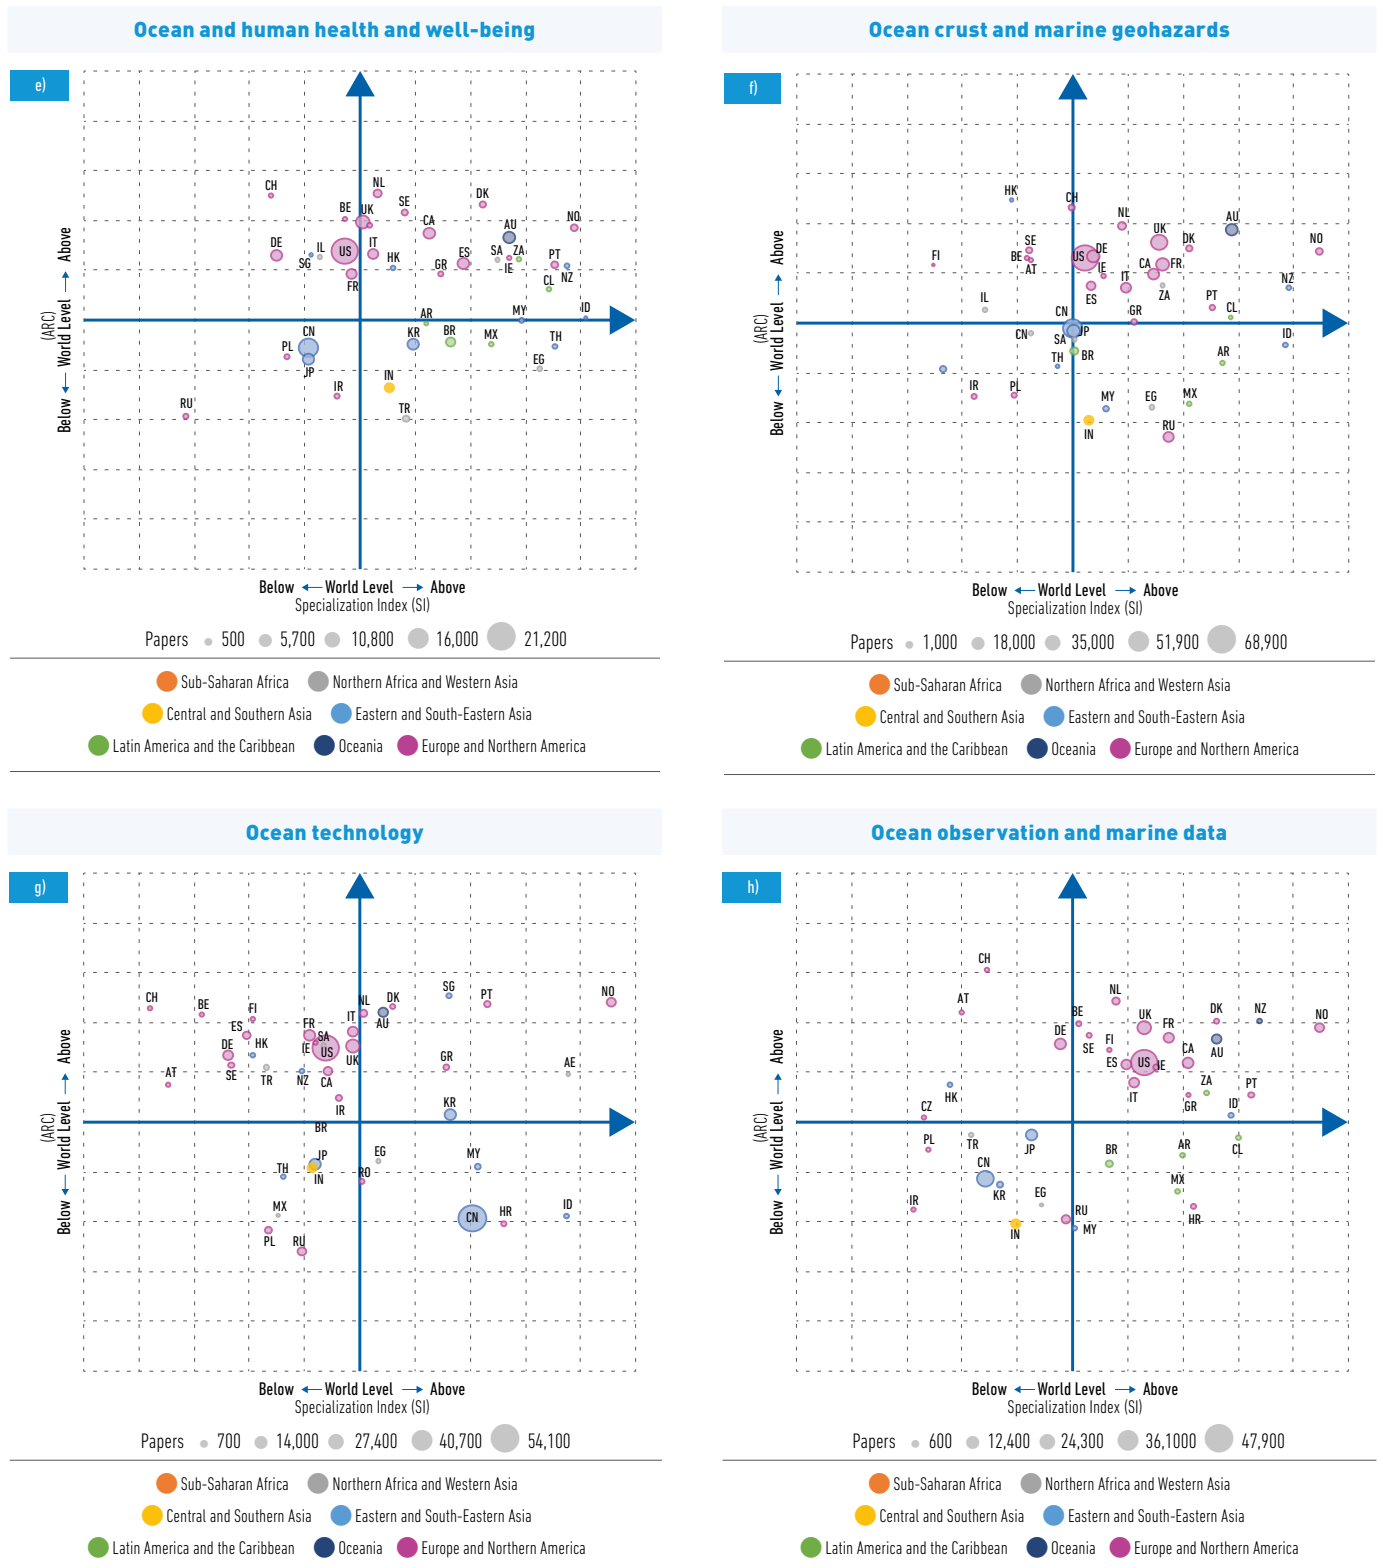 Ocean and human health and well-being
e)
CH
NL
BE
UK
SE
CA
DK
AU
NO
DE
SG
IL
US
IT
FR
HK
GR
ES
SA
ZA
IE
PT
NZ
CL
ID
MY
AR
CN
JP
PL
KR
BR
MX
TH
EG
IR
IN
TR
RU
(ARC)
Below ← World Level → Above
Below ← World Level → Above
Specialization Index (SI)
Papers 500 5,700 10,800 16,000 21,200
Sub-Saharan Africa Northern Africa and Western Asia
Central and Southern Asia Eastern and South-Eastern Asia
Latin America and the Caribbean Oceania Europe and Northern America
Ocean crust and marine geohazards
f)
HK
CH
NL
UK
DK
AU
NO
FI
SE
BE
AT
US
DE
IE
ES
IT
CA
FR
ZA
NZ
PT
CL
GR
IL
CN
CN
JP
SA
TH
BR
ID
AR
IR
PL
MY
EG
MX
IN
RU
(ARC)
Below ← World Level → Above
Below ← World Level → Above
Specialization Index (SI)
Papers 1,000 18,000 35,000 51,900 68,900
Sub-Saharan Africa Northern Africa and Western Asia
Central and Southern Asia Eastern and South-Eastern Asia
Latin America and the Caribbean Oceania Europe and Northern America
Ocean technology
g)
CH
BE
FI
ES
DE
SE
HK
TR
AT
FR
SA
IE
US
NZ
CA
IT
UK
NL
AU
DK
SG
PT
NO
GR
AE
IR
KR
BR
JP
IN
TH
EG
RO
MY
MX
PL
RU
CN
HR
ID
(ARC)
Below ← World Level → Above
Below ← World Level → Above
Specialization Index (SI)
Papers 700 14,000 27,400 40,700 54,100
Sub-Saharan Africa Northern Africa and Western Asia
Central and Southern Asia Eastern and South-Eastern Asia
Latin America and the Caribbean Oceania Europe and Northern America
Ocean observation and marine data
h)
CH
AT
NL
BE
DE
SE
FI
UK
FR
DK
NZ
NO
AU
ES
US
IE
CA
IT
GR
ZA
PT
ID
HK
CZ
PL
TR
JP
CN
KR
EG
BR
AR
CL
MX
HR
IR
IN
RU
MY
(ARC)
Below ← World Level → Above
Below ← World Level → Above
Specialization Index (SI)
Papers 600 12,400 24,300 36,1000 47,900
Sub-Saharan Africa Northern Africa and Western Asia
Central and Southern Asia Eastern and South-Eastern Asia
Latin America and the Caribbean Oceania Europe and Northern America